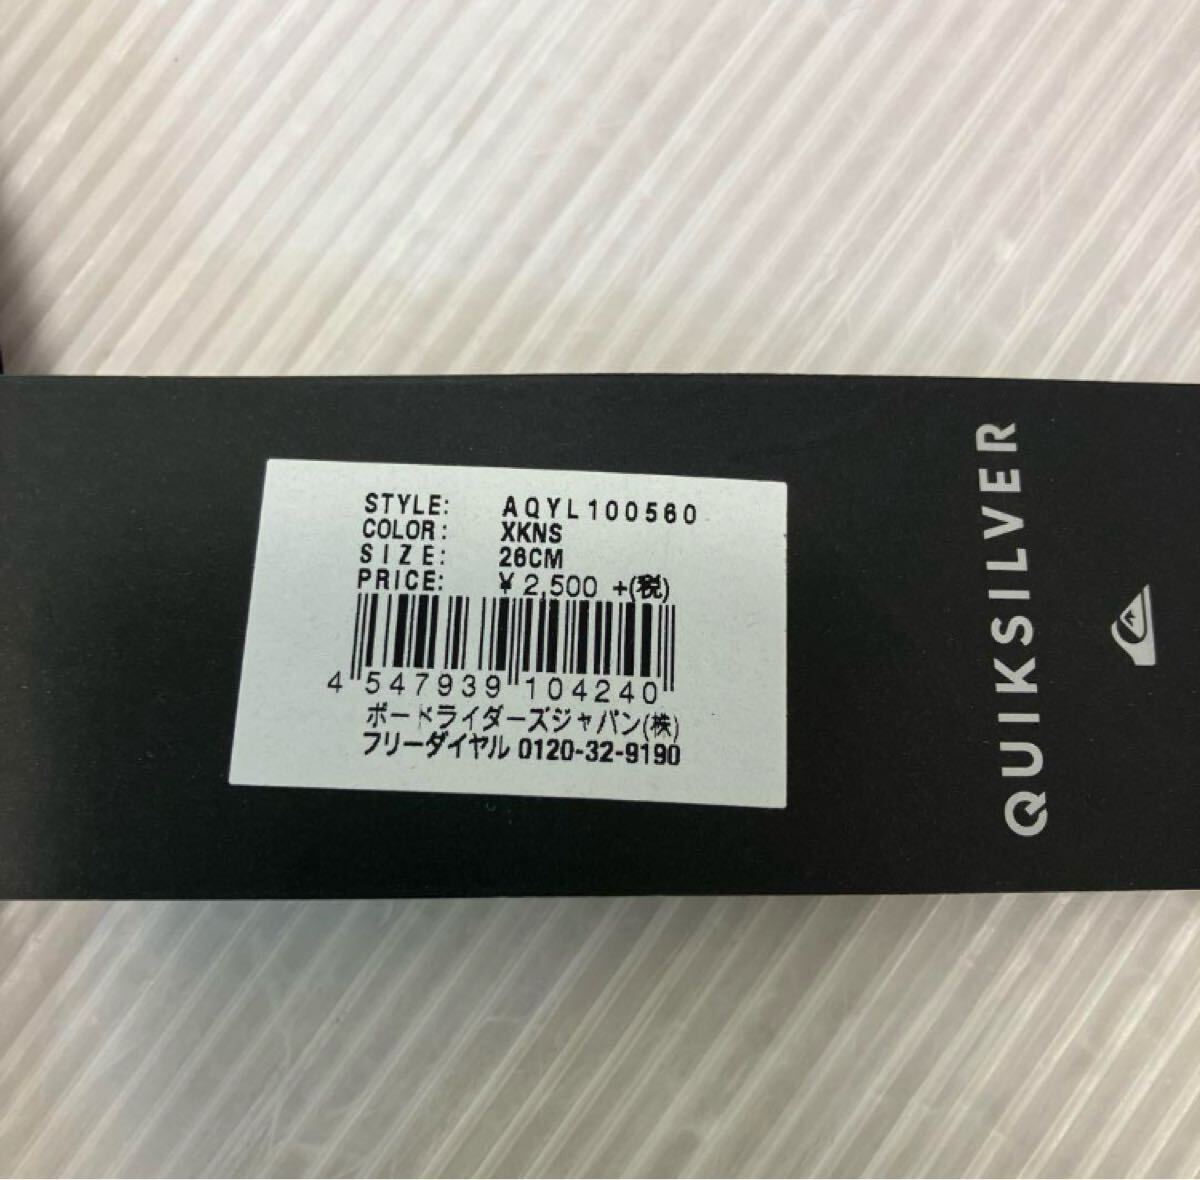 STYLE: AQYL100560
COLOR: XKNS
SIZE: 26CM
PRICE: ¥ 2,500 +(税)
4 547939 104240
ボードライダーズジャパン(株)
フリーダイヤル 0120-32-9190
QUIKSILVER